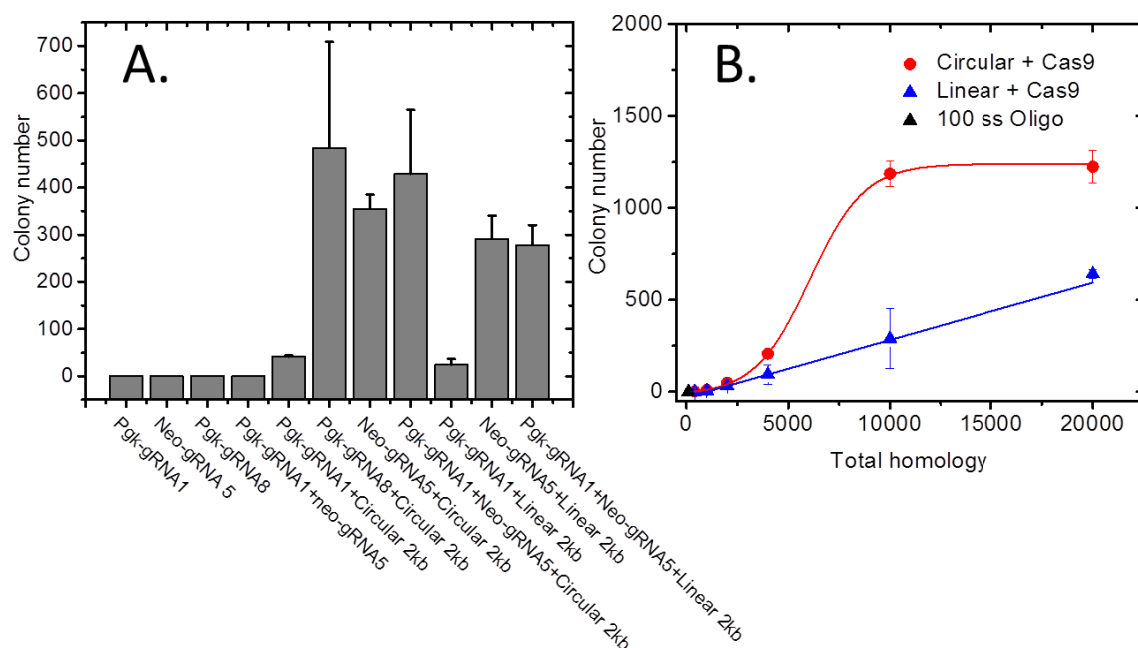 A.
Colony number
700
600
500
400
300
200
100
0
Pgk-gRNA1
Neo-gRNA 5
Pgk-gRNA8
Pgk-gRNA1+neo-gRNA5
Pgk-gRNA1+Circular 2kb
Pgk-gRNA8+Circular 2kb
Neo-gRNA5+Circular 2kb
Pgk-gRNA1+Neo-gRNA5+Circular 2kb
Pgk-gRNA1+Linear 2kb
Neo-gRNA5+Linear 2kb
Pgk-gRNA1+Neo-gRNA5+Linear 2kb
B.
Circular + Cas9
Linear + Cas9
100 ss Oligo
Colony number
2000
1500
1000
500
0
0 5000 10000 15000 20000
Total homology